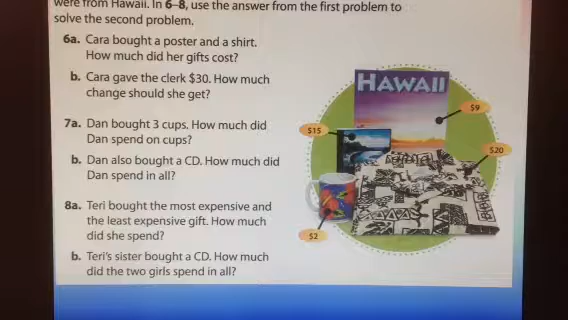 were from Hawaii. In 6–8, use the answer from the first problem to
solve the second problem.
6a. Cara bought a poster and a shirt.
How much did her gifts cost?
b. Cara gave the clerk $30. How much
change should she get?
7a. Dan bought 3 cups. How much did
Dan spend on cups?
b. Dan also bought a CD. How much did
Dan spend in all?
8a. Teri bought the most expensive and
the least expensive gift. How much
did she spend?
b. Teri's sister bought a CD. How much
did the two girls spend in all?
HAWAII
$9
$15
$20
$2